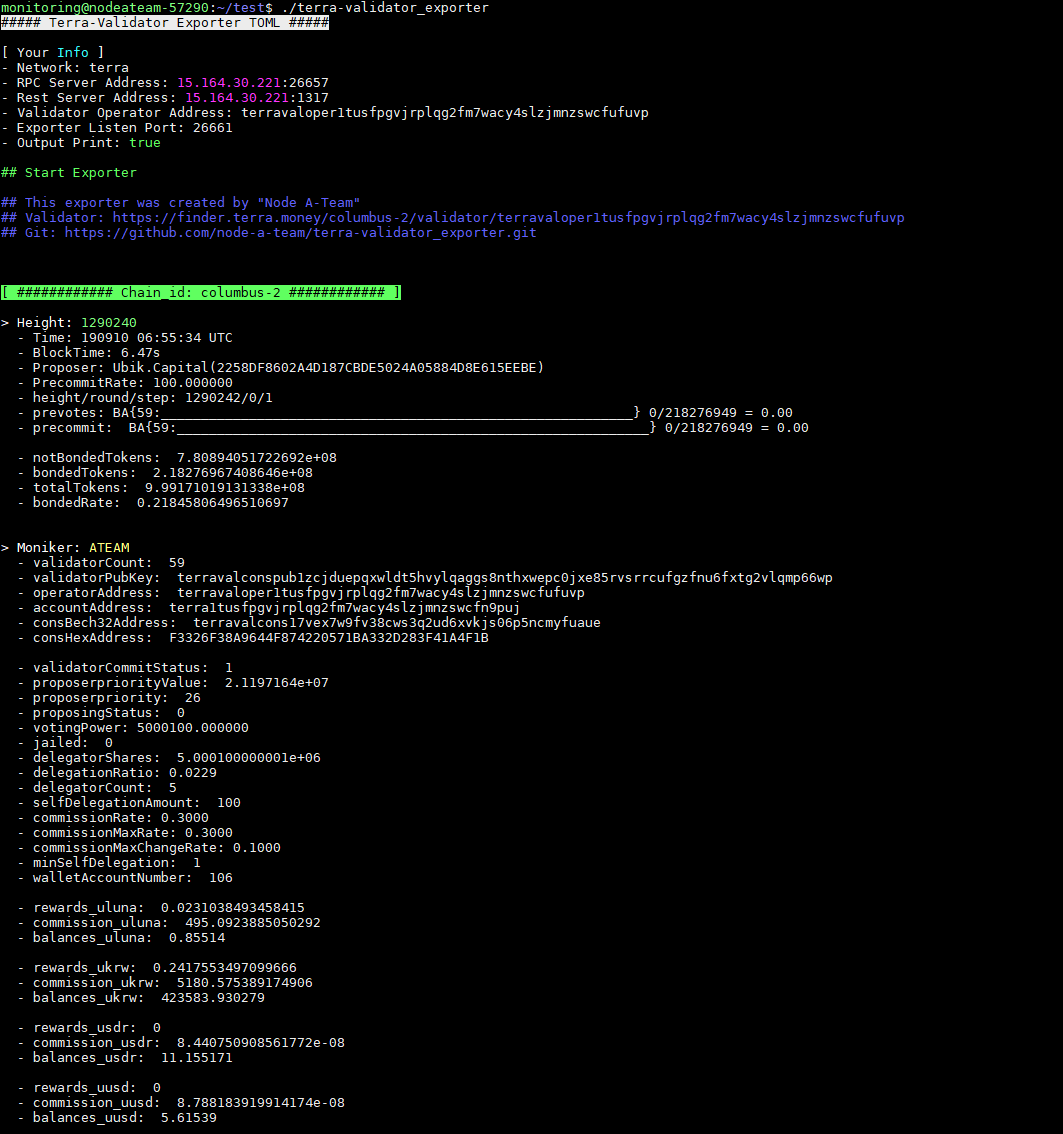 monitoring@nodeateam-57290:~/test$ ./terra-validator_exporter
##### Terra-Validator Exporter TOML #####
[ Your Info ]
- Network: terra
- RPC Server Address: 15.164.30.221:26657
- Rest Server Address: 15.164.30.221:1317
- Validator Operator Address: terravaloper1tusfpgvjrplqg2fm7wacy4slzjmnzswcfufuvp
- Exporter Listen Port: 26661
- Output Print: true
## Start Exporter
## This exporter was created by "Node A-Team"
## Validator: https://finder.terra.money/columbus-2/validator/terravaloper1tusfpgvjrplqg2fm7wacy4slzjmnzswcfufuvp
## Git: https://github.com/node-a-team/terra-validator_exporter.git
[ ############ Chain_id: columbus-2 ############ ]
> Height: 1290240
- Time: 190910 06:55:34 UTC
- BlockTime: 6.47s
- Proposer: Ubik.Capital(2258DF8602A4D187CBDE5024A05884D8E615EEBE)
- PrecommitRate: 100.000000
- height/round/step: 1290242/0/1
- prevotes: BA{59:___________________________________________________________} 0/218276949 = 0.00
- precommit:  BA{59:___________________________________________________________} 0/218276949 = 0.00
- notBondedTokens:  7.80894051722692e+08
- bondedTokens:  2.18276967408646e+08
- totalTokens:  9.99171019131338e+08
- bondedRate:  0.21845806496510697
> Moniker: ATEAM
- validatorCount:  59
- validatorPubKey:  terravalconspub1zcjduepqxwldt5hvylqaggs8nthxwepc0jxe85rvsrrcufgzfnu6fxtg2vlqmp66wp
- operatorAddress:  terravaloper1tusfpgvjrplqg2fm7wacy4slzjmnzswcfufuvp
- accountAddress:  terra1tusfpgvjrplqg2fm7wacy4slzjmnzswcfn9puj
- consBech32Address:  terravalcons17vex7w9fv38cws3q2ud6xvkjs06p5ncmyfuaue
- consHexAddress:  F3326F38A9644F874220571BA332D283F41A4F1B
- validatorCommitStatus:  1
- proposerpriorityValue:  2.1197164e+07
- proposerpriority:  26
- proposingStatus:  0
- votingPower: 5000100.000000
- jailed:  0
- delegatorShares:  5.000100000001e+06
- delegationRatio: 0.0229
- delegatorCount:  5
- selfDelegationAmount:  100
- commissionRate: 0.3000
- commissionMaxRate: 0.3000
- commissionMaxChangeRate: 0.1000
- minSelfDelegation:  1
- walletAccountNumber:  106
- rewards_uluna:  0.0231038493458415
- commission_uluna:  495.0923885050292
- balances_uluna:  0.85514
- rewards_ukrw:  0.2417553497099666
- commission_ukrw:  5180.575389174906
- balances_ukrw:  423583.930279
- rewards_usdr:  0
- commission_usdr:  8.440750908561772e-08
- balances_usdr:  11.155171
- rewards_uusd:  0
- commission_uusd:  8.788183919914174e-08
- balances_uusd:  5.61539